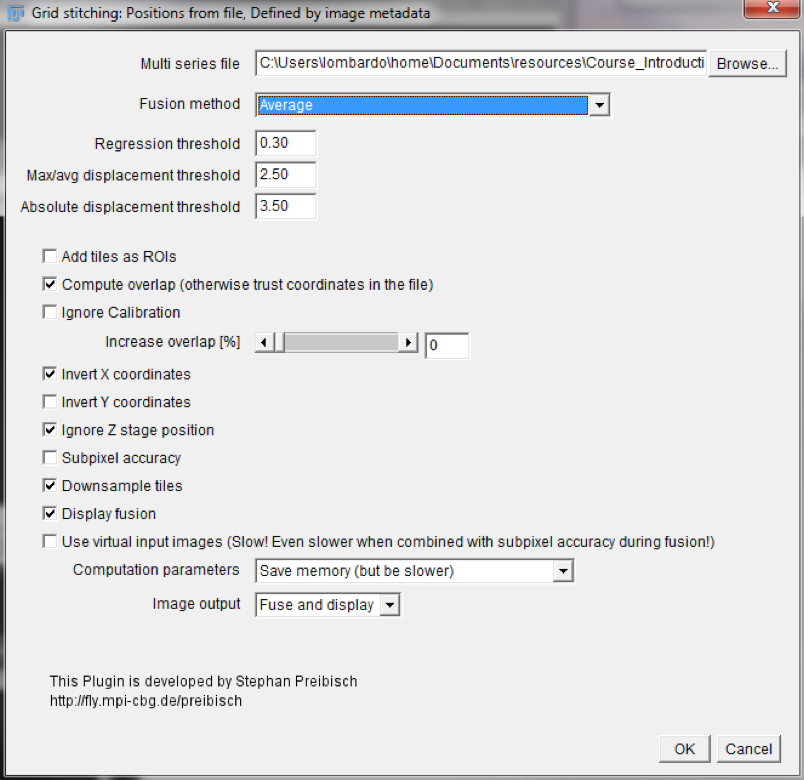 Grid stitching: Positions from file, Defined by image metadata
Multi series file C:\Users\lombardo\home\Documents\resources\Course_Introducti Browse...
Fusion method Average
Regression threshold 0.30
Max/avg displacement threshold 2.50
Absolute displacement threshold 3.50
Add tiles as ROIs
Compute overlap (otherwise trust coordinates in the file)
Ignore Calibration
Increase overlap [%] 0
Invert X coordinates
Invert Y coordinates
Ignore Z stage position
Subpixel accuracy
Downsample tiles
Display fusion
Use virtual input images (Slow! Even slower when combined with subpixel accuracy during fusion!)
Computation parameters Save memory (but be slower)
Image output Fuse and display
This Plugin is developed by Stephan Preibisch
http://fly.mpi-cbg.de/preibisch
OK Cancel